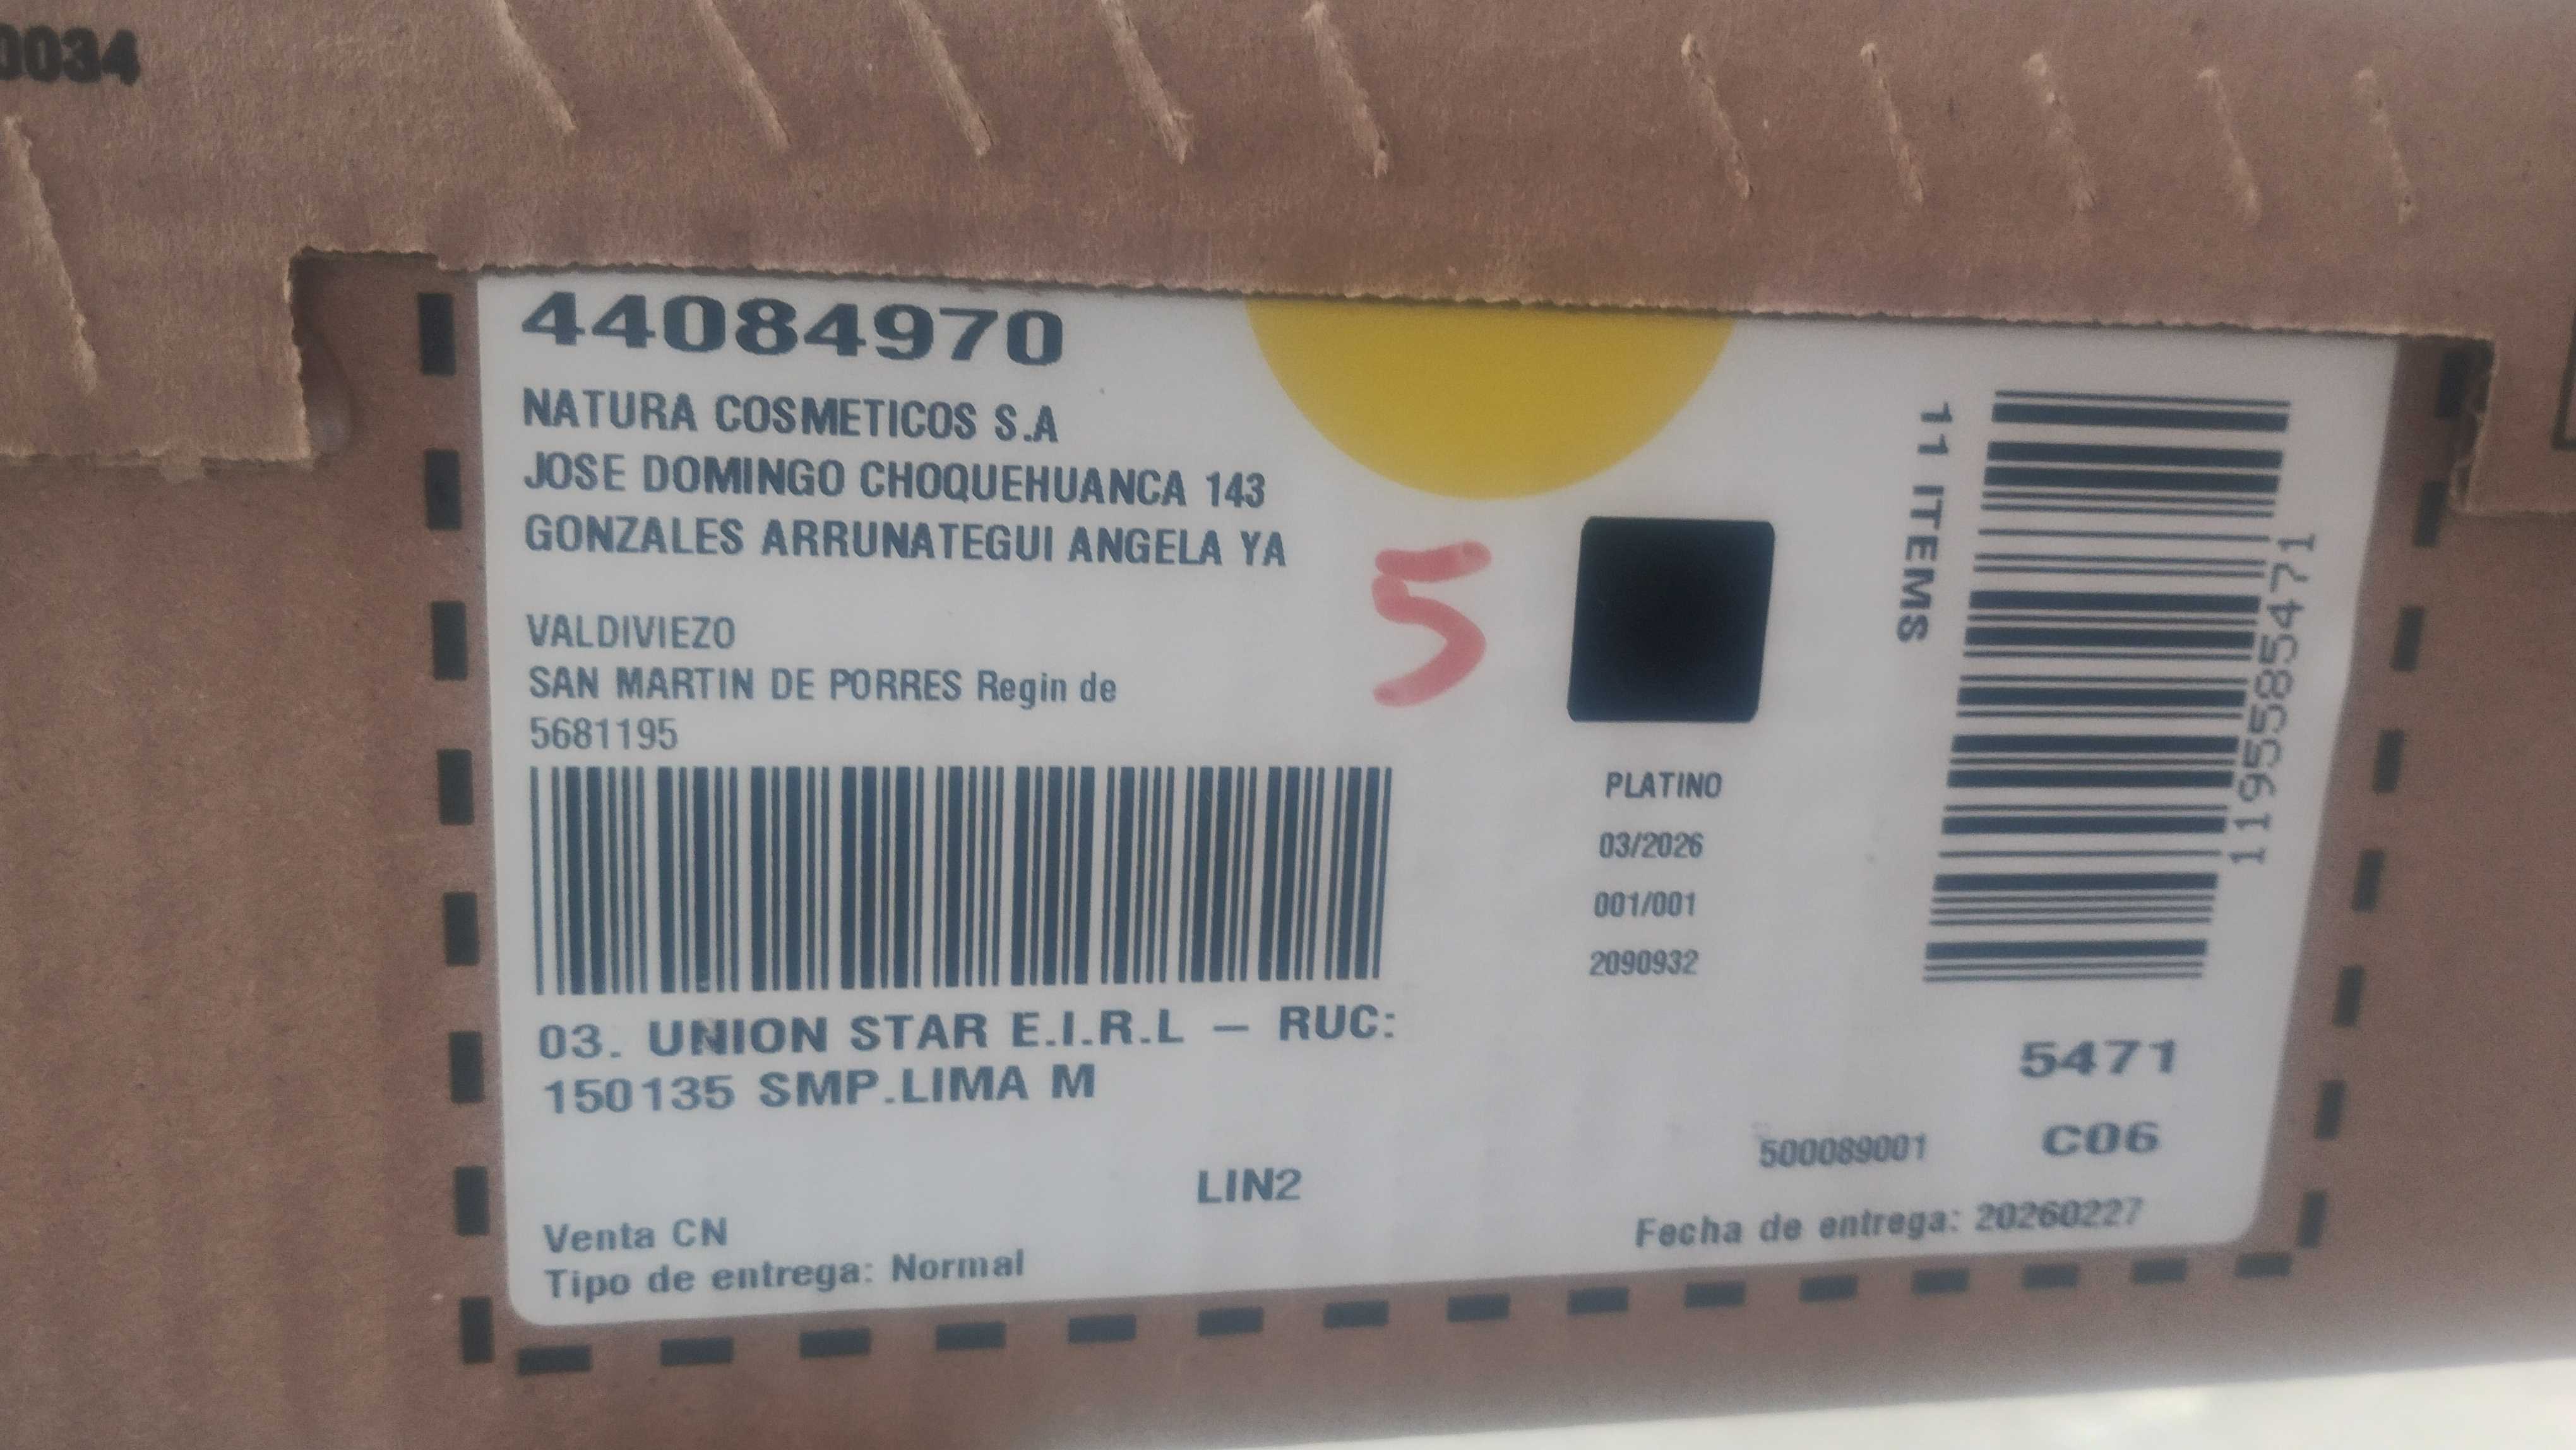 0034
44084970
NATURA COSMETICOS S.A
JOSE DOMINGO CHOQUEHUANCA 143
GONZALES ARRUNATEGUI ANGELA YA
VALDIVIEZO
SAN MARTIN DE PORRES Regin de
5681195
5
PLATINO
03/2026
001/001
2090932
11 ITEMS
1195585471
03. UNION STAR E.I.R.L – RUC:
150135 SMP.LIMA M
5471
500089001 C06
LIN2
Venta CN
Tipo de entrega: Normal
Fecha de entrega: 20260227